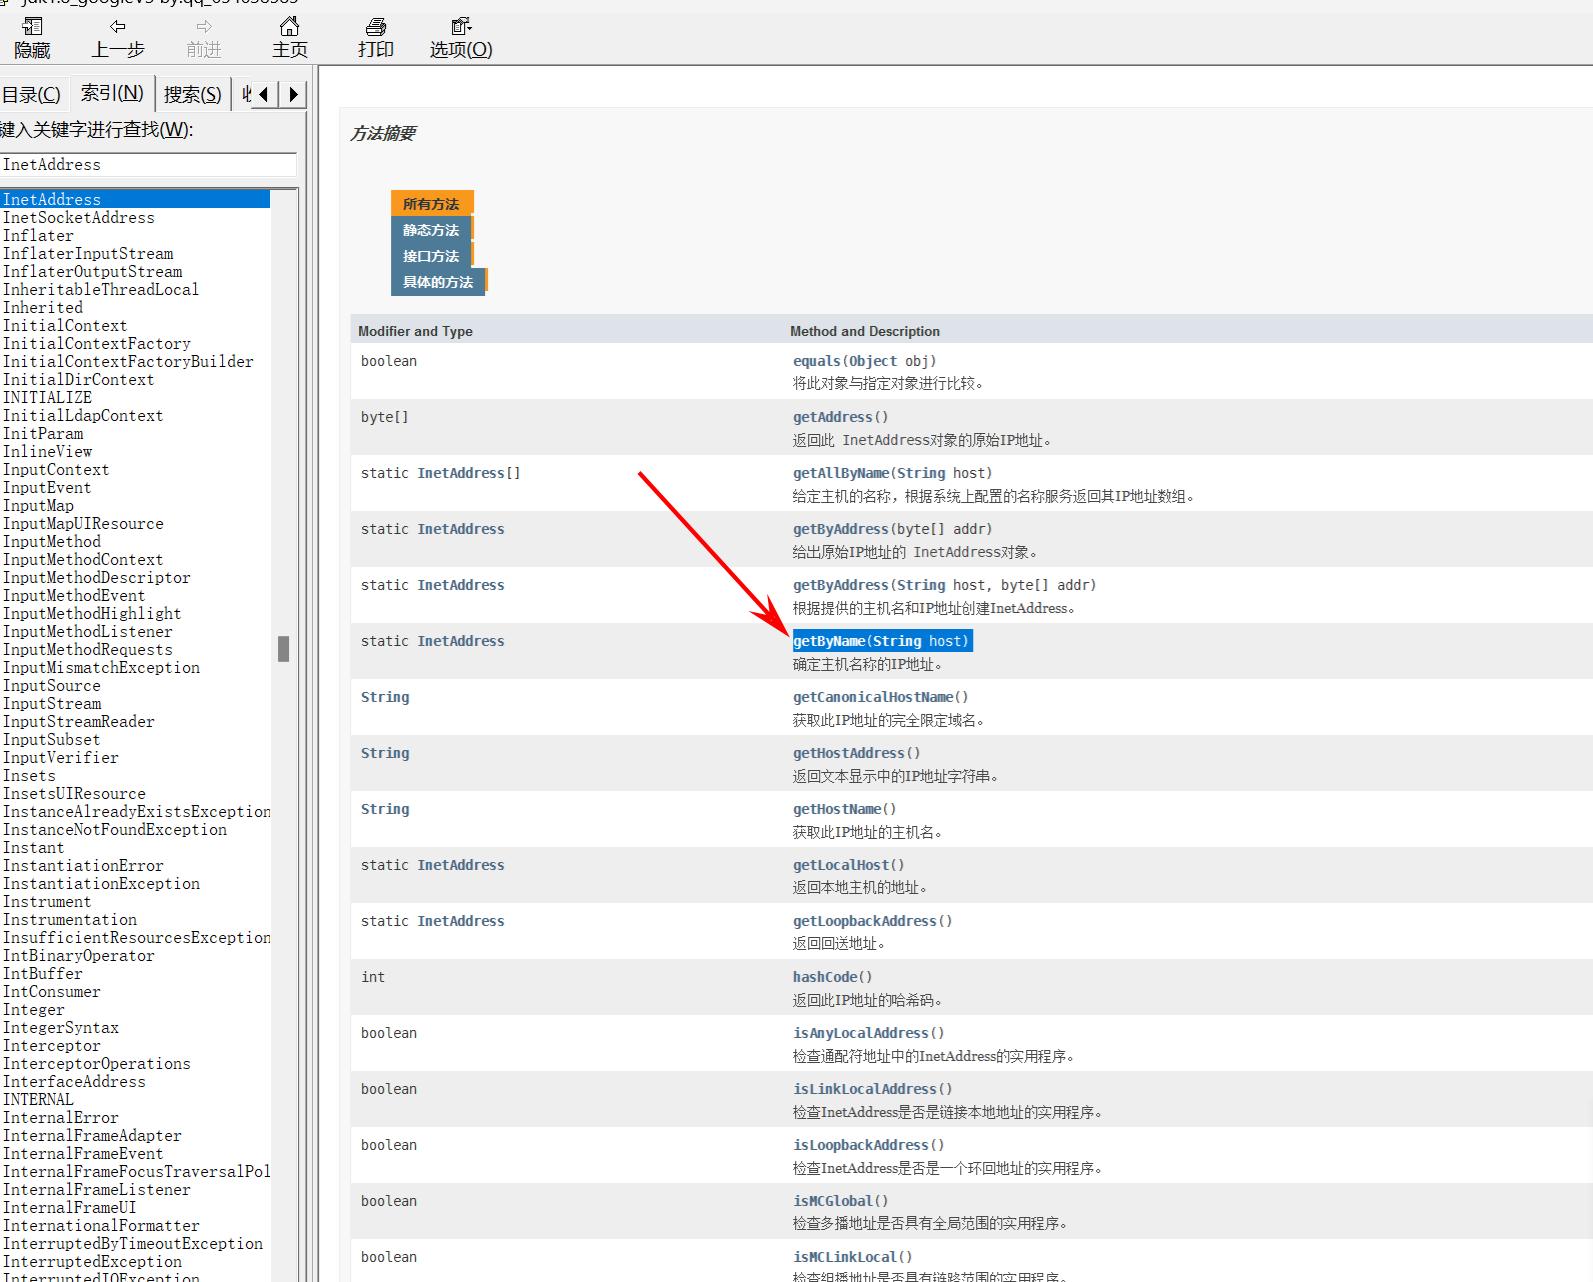 隐藏 上一步 前进 主页 打印 选项(O)
目录(C) 索引(N) 搜索(S)
键入关键字进行查找(W):
InetAddress
InetAddress
InetSocketAddress
Inflater
InflaterInputStream
InflaterOutputStream
InheritableThreadLocal
Inherited
InitialContext
InitialContextFactory
InitialContextFactoryBuilder
InitialDirContext
INITIALIZE
InitialLdapContext
InitParam
InlineView
InputContext
InputEvent
InputMap
InputMapUIResource
InputMethod
InputMethodContext
InputMethodDescriptor
InputMethodEvent
InputMethodHighlight
InputMethodListener
InputMethodRequests
InputMismatchException
InputSource
InputStream
InputStreamReader
InputSubset
InputVerifier
Insets
InsetsUIResource
InstanceAlreadyExistsException
InstanceNotFoundException
Instant
InstantiationError
InstantiationException
Instrument
Instrumentation
InsufficientResourcesException
IntBinaryOperator
IntBuffer
IntConsumer
Integer
IntegerSyntax
Interceptor
InterceptorOperations
InterfaceAddress
INTERNAL
InternalError
InternalFrameAdapter
InternalFrameEvent
InternalFrameFocusTraversalPol
InternalFrameListener
InternalFrameUI
InternationalFormatter
InterruptedByTimeoutException
InterruptedException
InterruptedIOException
方法摘要
所有方法
静态方法
接口方法
具体的方法
Modifier and Type Method and Description
boolean equals(Object obj)
将此对象与指定对象进行比较。
byte[] getAddress()
返回此 InetAddress对象的原始IP地址。
static InetAddress[] getAllByName(String host)
给定主机的名称，根据系统上配置的名称服务返回其IP地址数组。
static InetAddress getByAddress(byte[] addr)
给出原始IP地址的 InetAddress对象。
static InetAddress getByAddress(String host, byte[] addr)
根据提供的主机名和IP地址创建InetAddress。
static InetAddress getByName(String host)
确定主机名称的IP地址。
String getCanonicalHostName()
获取此IP地址的完全限定域名。
String getHostAddress()
返回文本显示中的IP地址字符串。
String getHostName()
获取此IP地址的主机名。
static InetAddress getLocalHost()
返回本地主机的地址。
static InetAddress getLoopbackAddress()
返回回送地址。
int hashCode()
返回此IP地址的哈希码。
boolean isAnyLocalAddress()
检查通配符地址中的InetAddress的实用程序。
boolean isLinkLocalAddress()
检查InetAddress是否是链接本地地址的实用程序。
boolean isLoopbackAddress()
检查InetAddress是否是一个环回地址的实用程序。
boolean isMCGlobal()
检查多播地址是否具有全局范围的实用程序。
boolean isMCLinkLocal()
检查组播地址是否具有链路范围的实用程序。